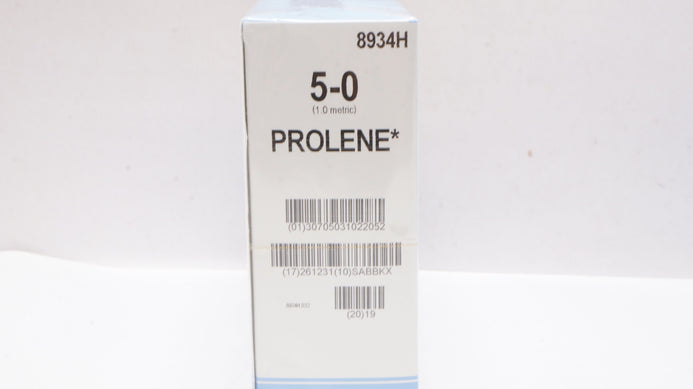 8934H
5-0
(1.0 metric)
PROLENE*
(01)30705031022052
(17)261231(10)SABBKX
(20)19